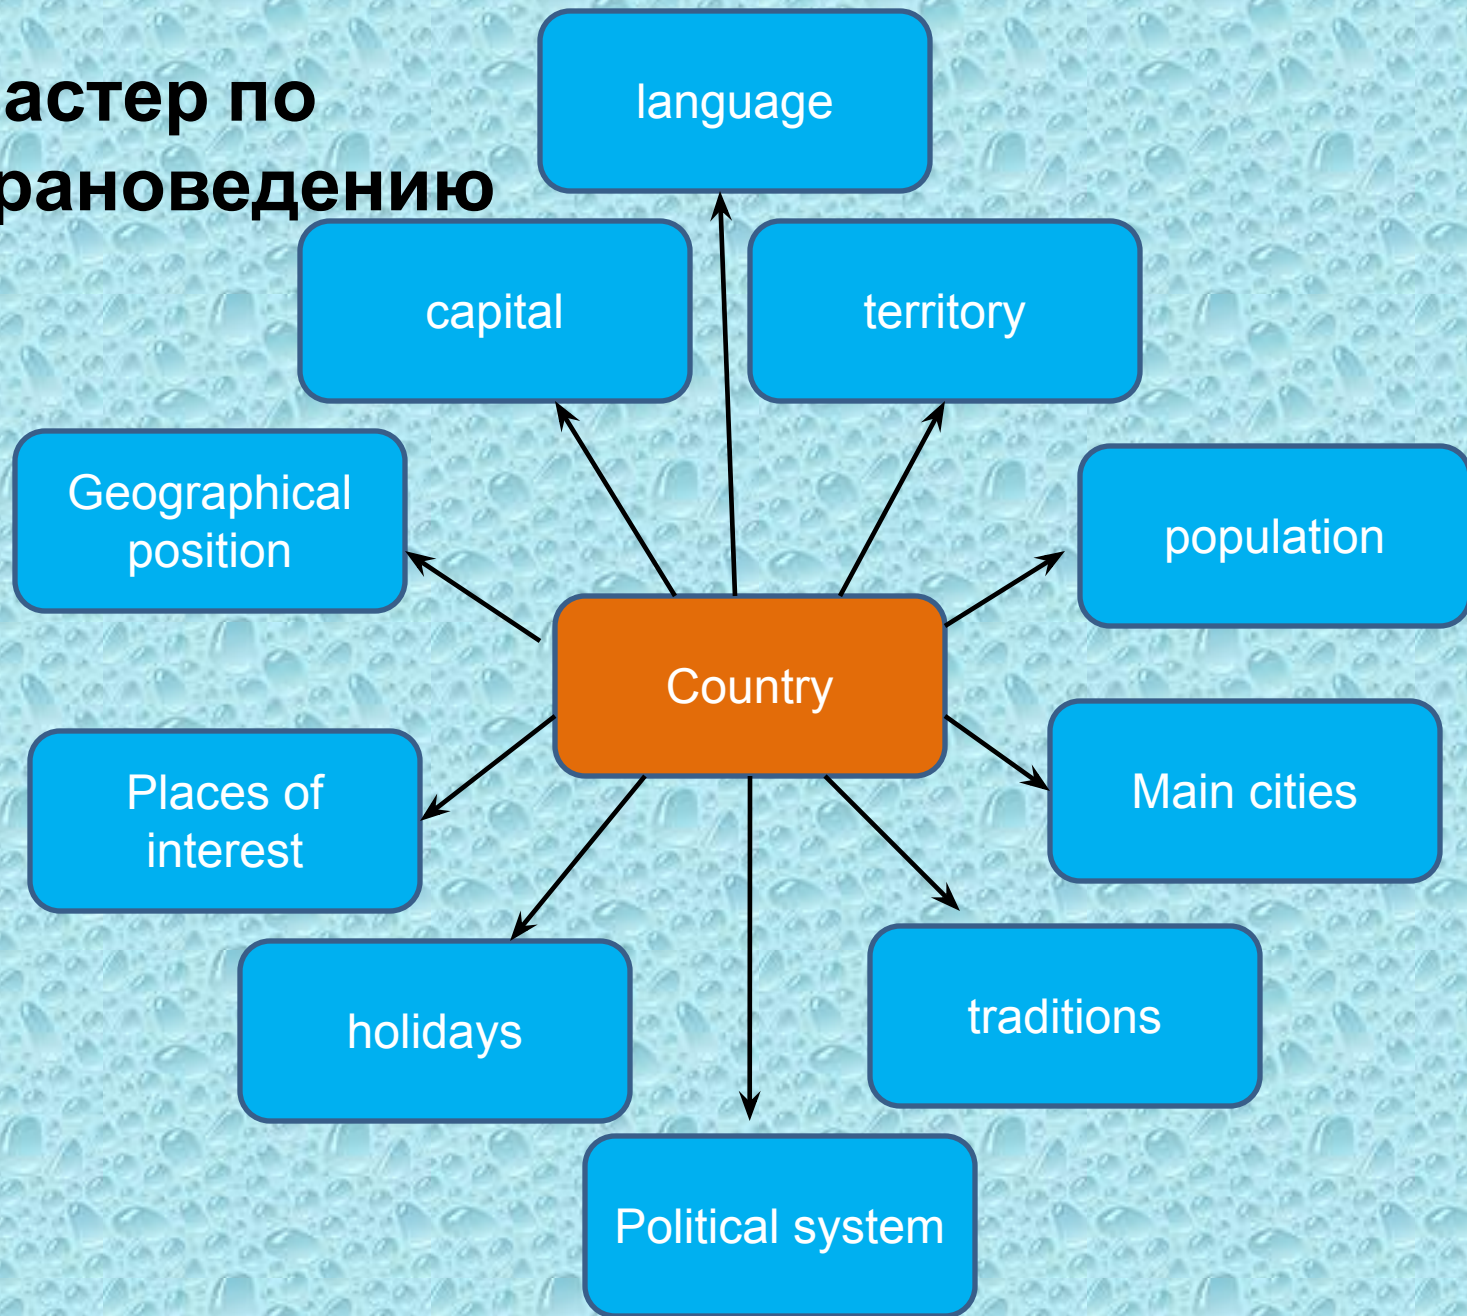 астер по
рановедению
language
capital
territory
Geographical
position
population
Country
Places of
interest
Main cities
holidays
traditions
Political system